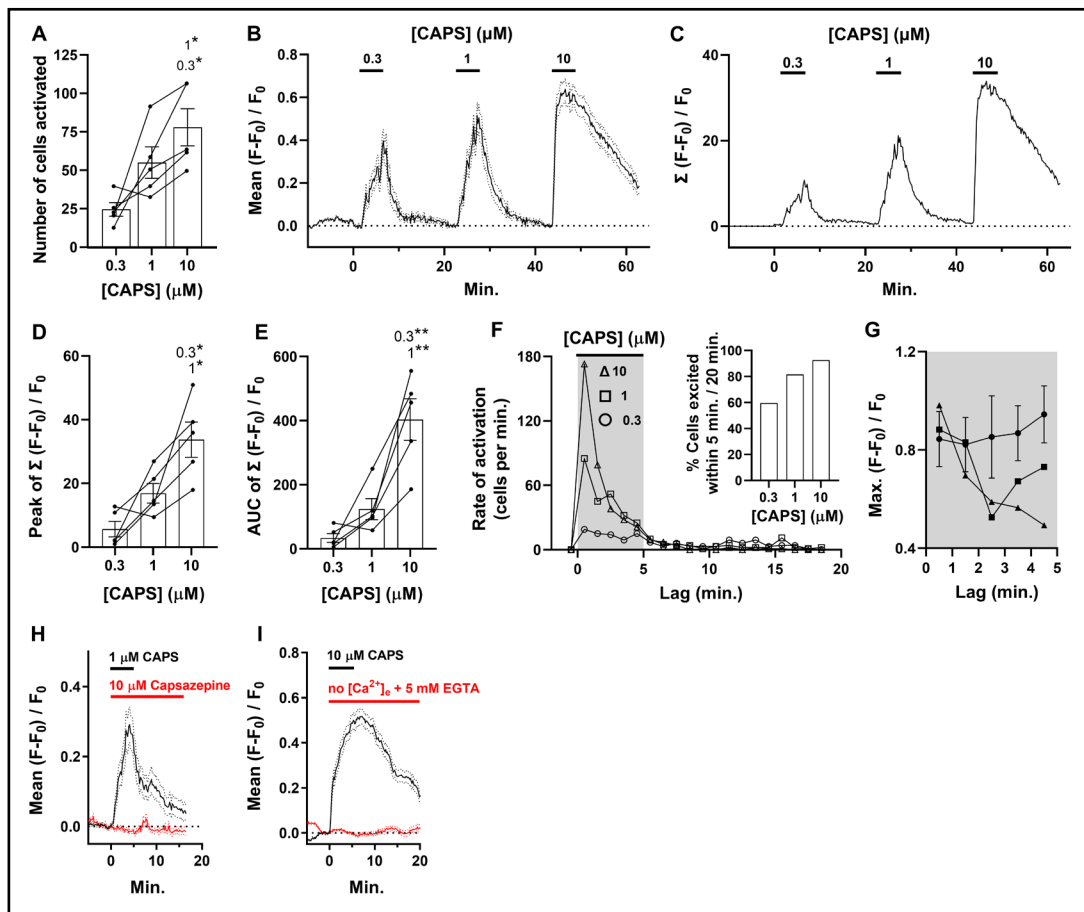 A
Number of cells activated
125
100
75
50
25
0
1*
0.3*
0.3 1 10
[CAPS] (μM)
B
[CAPS] (μM)
0.3 1 10
Mean (F-F0) / F0
0.8
0.6
0.4
0.2
0.0
0 20 40 60
Min.
C
[CAPS] (μM)
0.3 1 10
Σ (F-F0) / F0
40
20
0
0 20 40 60
Min.
D
Peak of Σ (F-F0) / F0
60
40
20
0
0.3*
1*
0.3 1 10
[CAPS] (μM)
E
AUC of Σ (F-F0) / F0
600
400
200
0
0.3**
1**
0.3 1 10
[CAPS] (μM)
F
[CAPS] (μM)
Rate of activation
(cells per min.)
180
120
60
0
10
1
0.3
0 5 10 15 20
Lag (min.)
% Cells excited
within 5 min. / 20 min.
100
80
60
40
20
0
0.3 1 10
[CAPS] (μM)
G
Max. (F-F0) / F0
1.2
0.8
0.4
0 1 2 3 4 5
Lag (min.)
H
1 μM CAPS
10 μM Capsazepine
Mean (F-F0) / F0
0.4
0.2
0.0
0 10 20
Min.
I
10 μM CAPS
no [Ca2+]e + 5 mM EGTA
Mean (F-F0) / F0
0.8
0.6
0.4
0.2
0.0
0 10 20
Min.